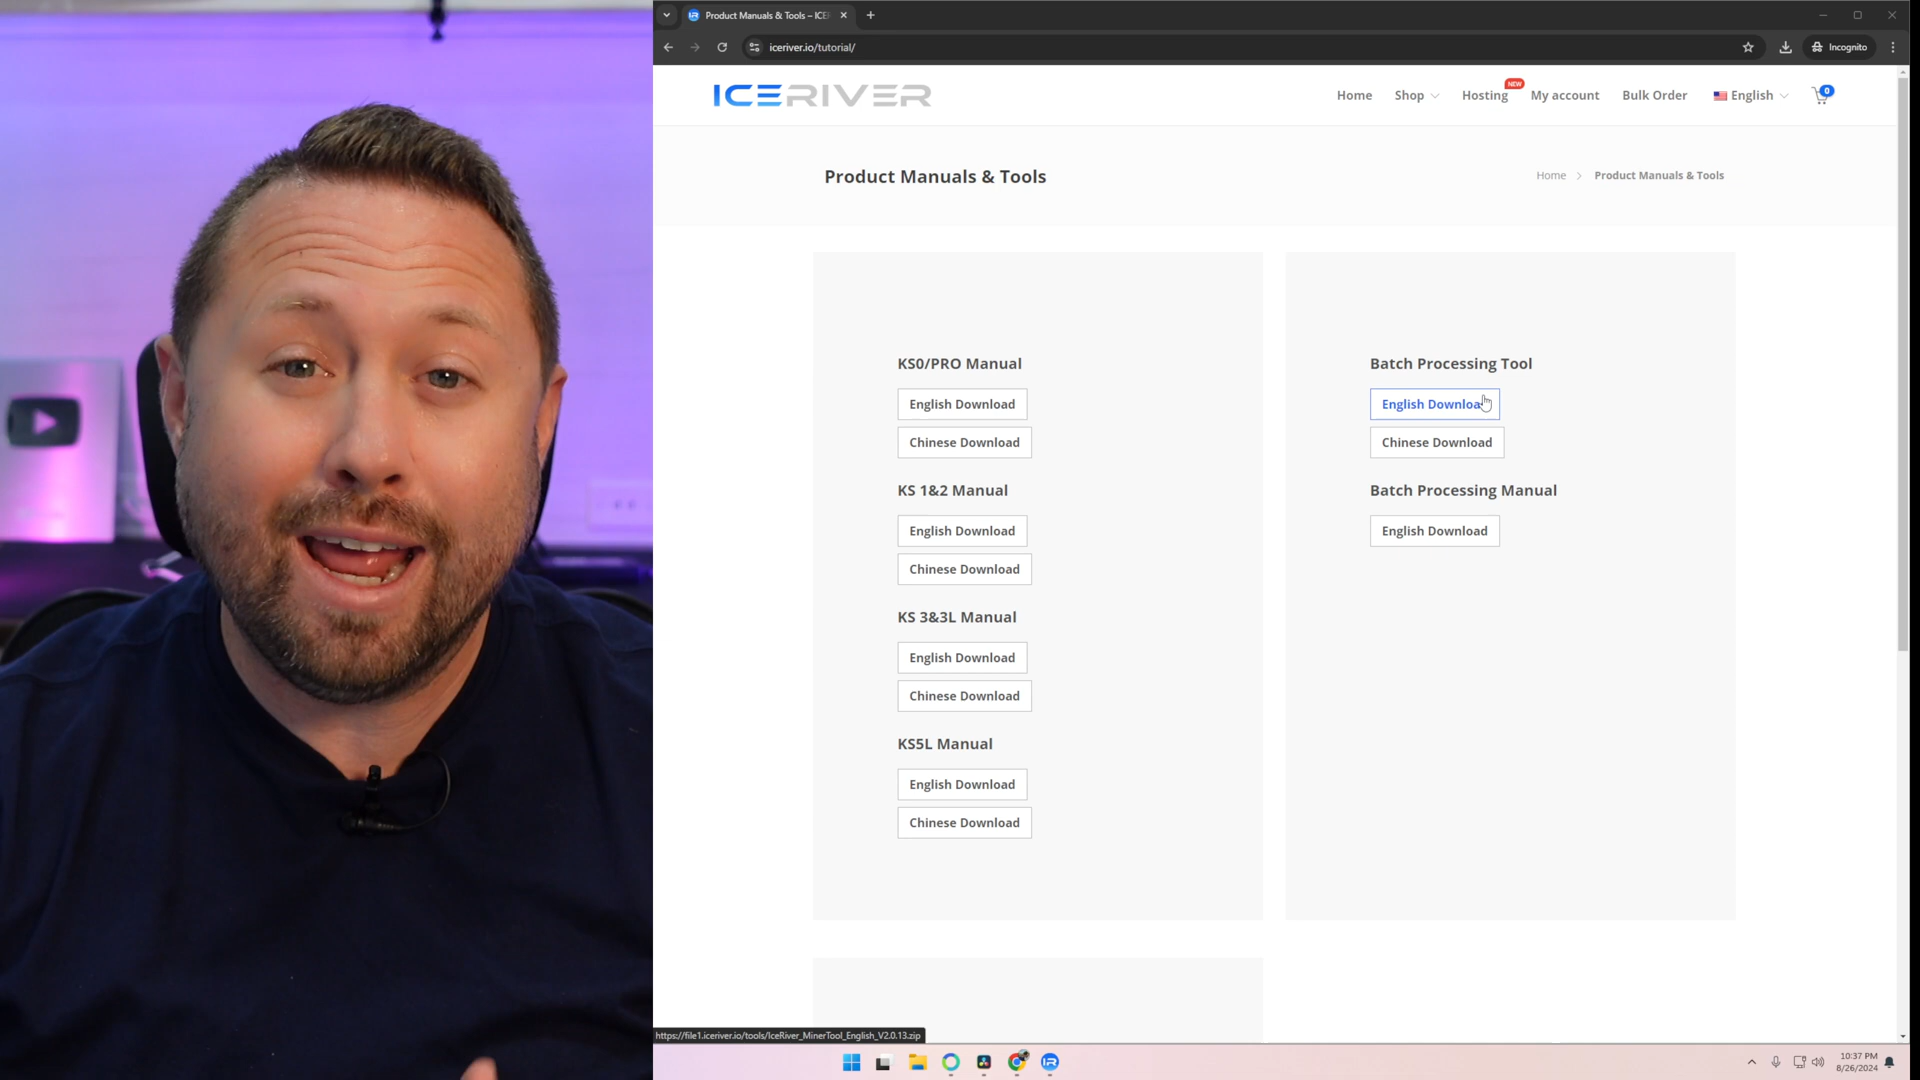 Product Manuals & Tools – ICE
iceriver.io/tutorial/
Incognito
ICERIVER
Home
Shop
Hosting
NEW
My account
Bulk Order
English
0
Product Manuals & Tools
Home > Product Manuals & Tools
KS0/PRO Manual
English Download
Chinese Download
KS 1&2 Manual
English Download
Chinese Download
KS 3&3L Manual
English Download
Chinese Download
KS5L Manual
English Download
Chinese Download
Batch Processing Tool
English Downloa
Chinese Download
Batch Processing Manual
English Download
https://file1.iceriver.io/tools/IceRiver_MinerTool_English_V2.0.13.zip
10:37 PM
8/26/2024